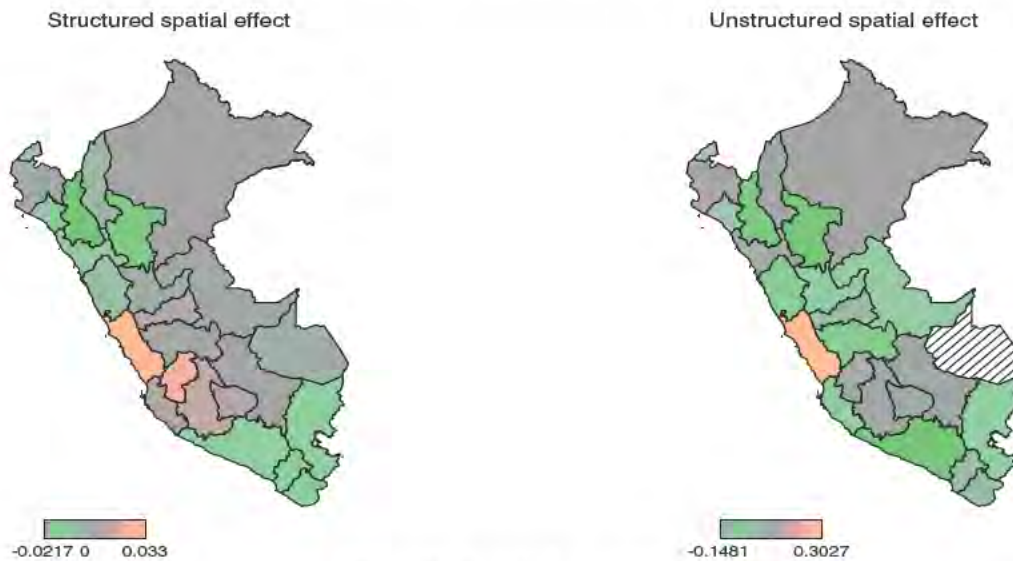 Structured spatial effect
Unstructured spatial effect
-0.0217 0 0.033
-0.1481 0.3027